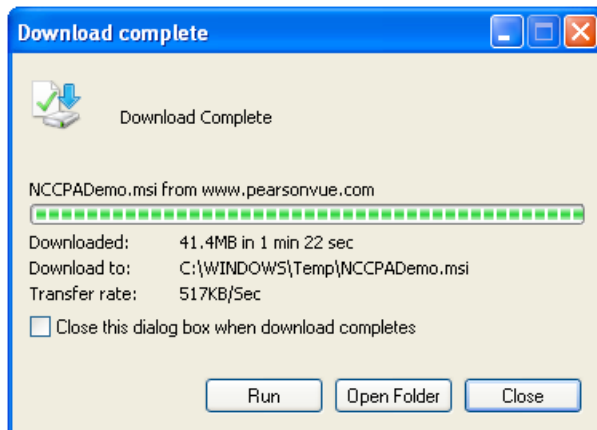 Download complete
Download Complete
NCCPADemo.msi from www.pearsonvue.com
Downloaded: 41.4MB in 1 min 22 sec
Download to: C:\WINDOWS\Temp\NCCPADemo.msi
Transfer rate: 517KB/Sec
Close this dialog box when download completes
Run Open Folder Close